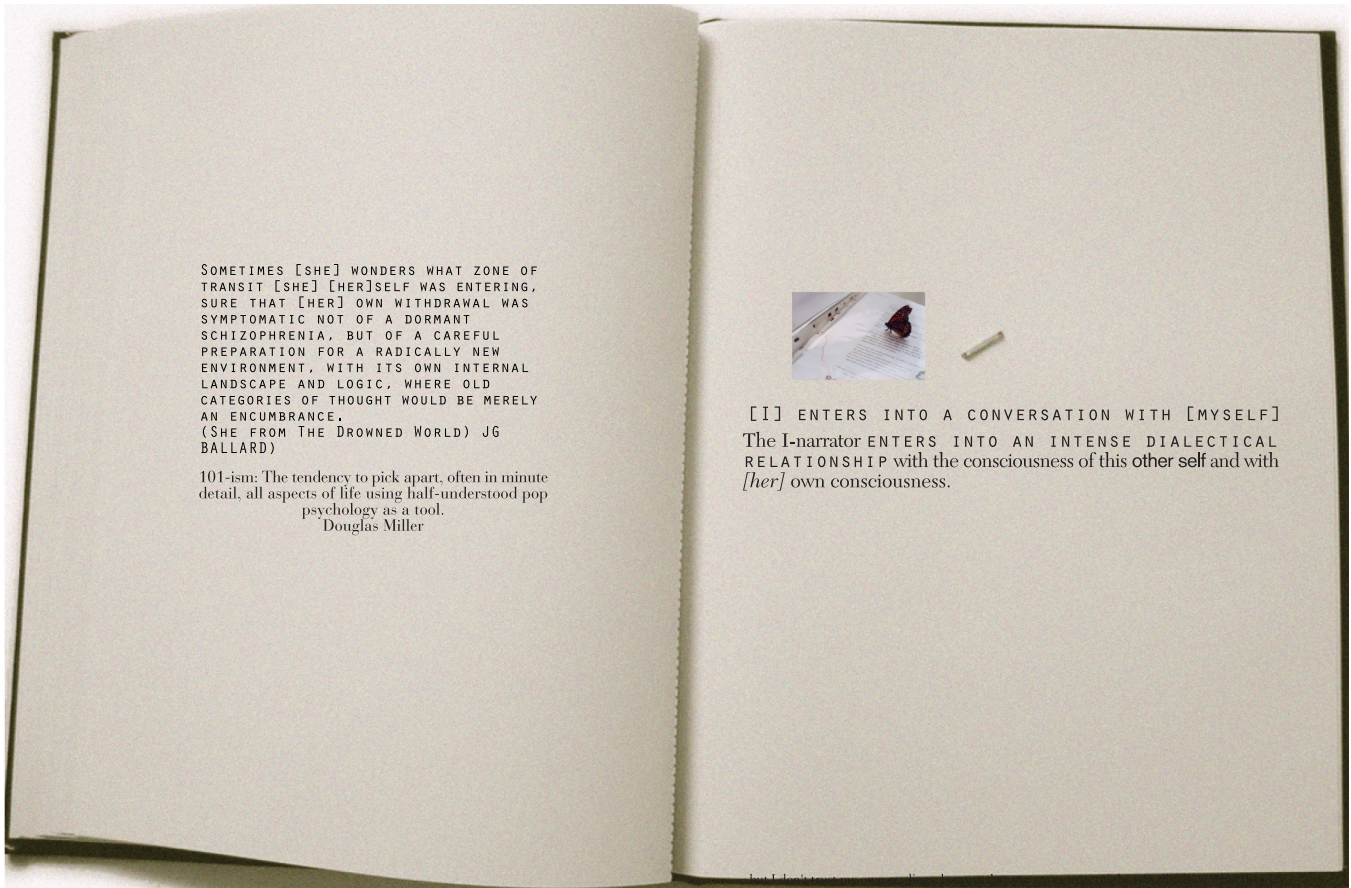 Sometimes [she] wonders what zone of
transit [she] [her]self was entering,
sure that [her] own withdrawal was
symptomatic not of a dormant
schizophrenia, but of a careful
preparation for a radically new
environment, with its own internal
landscape and logic, where old
categories of thought would be merely
an encumbrance.
(She from The Drowned World) JG
Ballard)
101-ism: The tendency to pick apart, often in minute
detail, all aspects of life using half-understood pop
psychology as a tool.
Douglas Miller
[I] enters into a conversation with [myself]
The I-narrator enters into an intense dialectical
relationship with the consciousness of this other self and with
[her] own consciousness.
but I don't trust